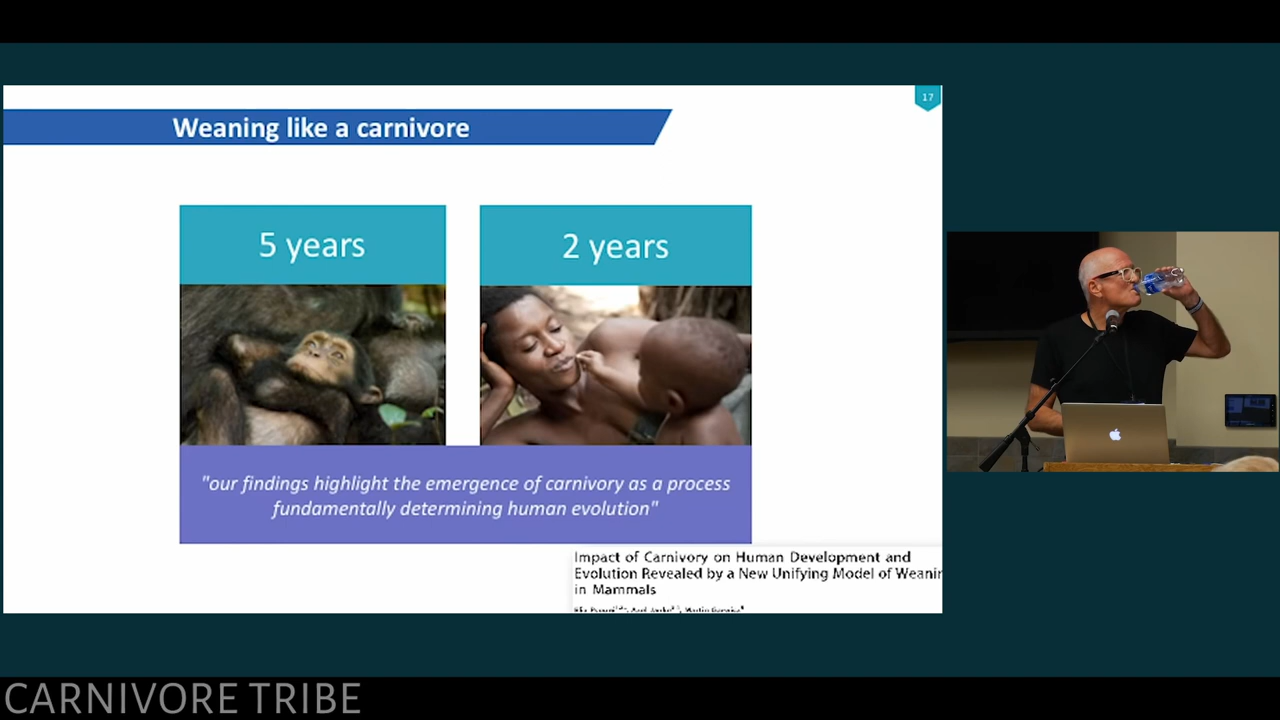 17
Weaning like a carnivore
5 years
2 years
"our findings highlight the emergence of carnivory as a process
fundamentally determining human evolution"
Impact of Carnivory on Human Development and
Evolution Revealed by a New Unifying Model of Weanin
in Mammals
CARNIVORE TRIBE